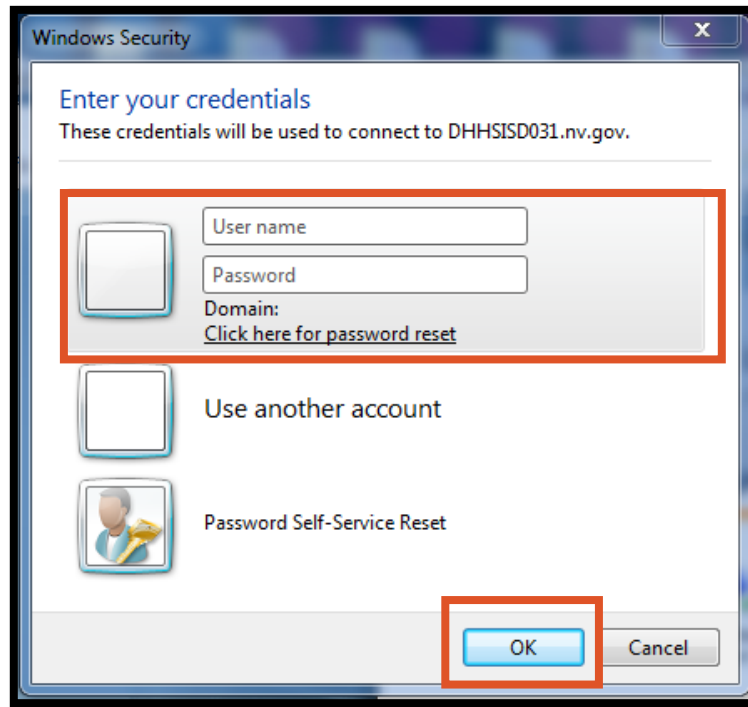 Windows Security
x
Enter your credentials
These credentials will be used to connect to DHHSISD031.nv.gov.
User name
Password
Domain:
Click here for password reset
Use another account
Password Self-Service Reset
OK
Cancel